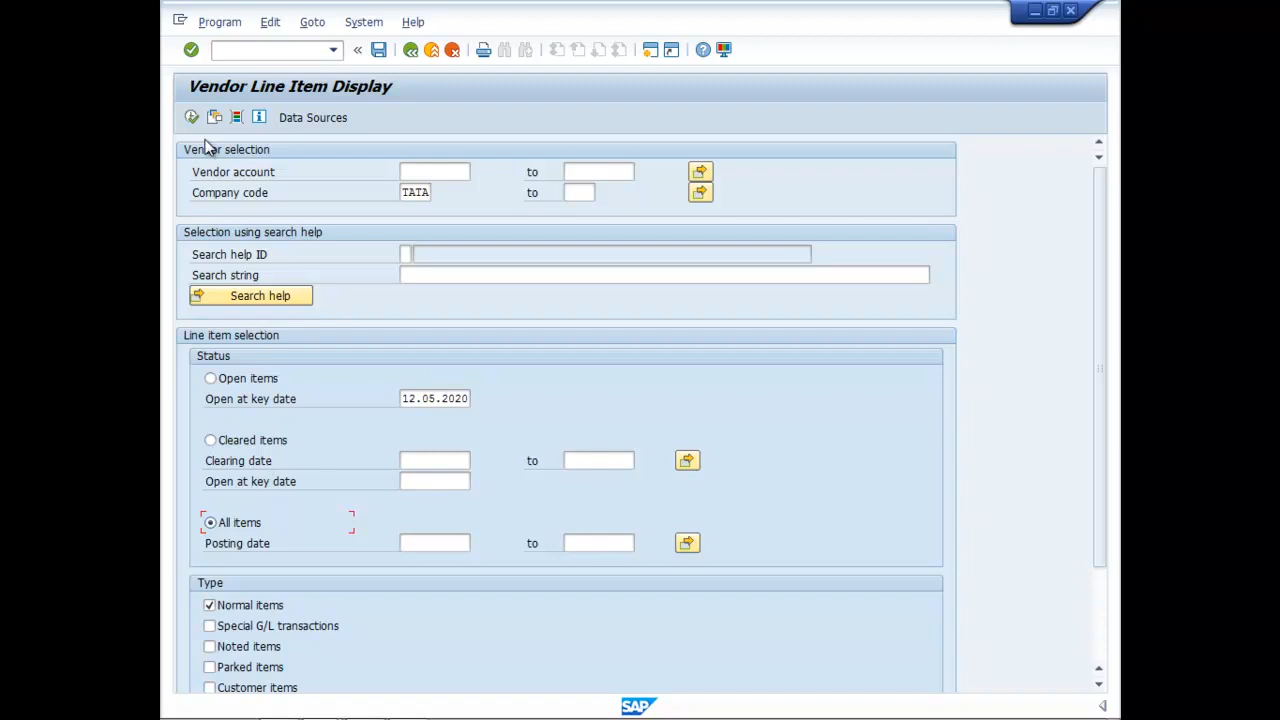 Program Edit Goto System Help
Vendor Line Item Display
Data Sources
Vendor selection
Vendor account to
Company code TATA to
Selection using search help
Search help ID
Search string
Search help
Line item selection
Status
Open items
Open at key date 12.05.2020
Cleared items
Clearing date to
Open at key date
All items
Posting date to
Type
Normal items
Special G/L transactions
Noted items
Parked items
Customer items
SAP